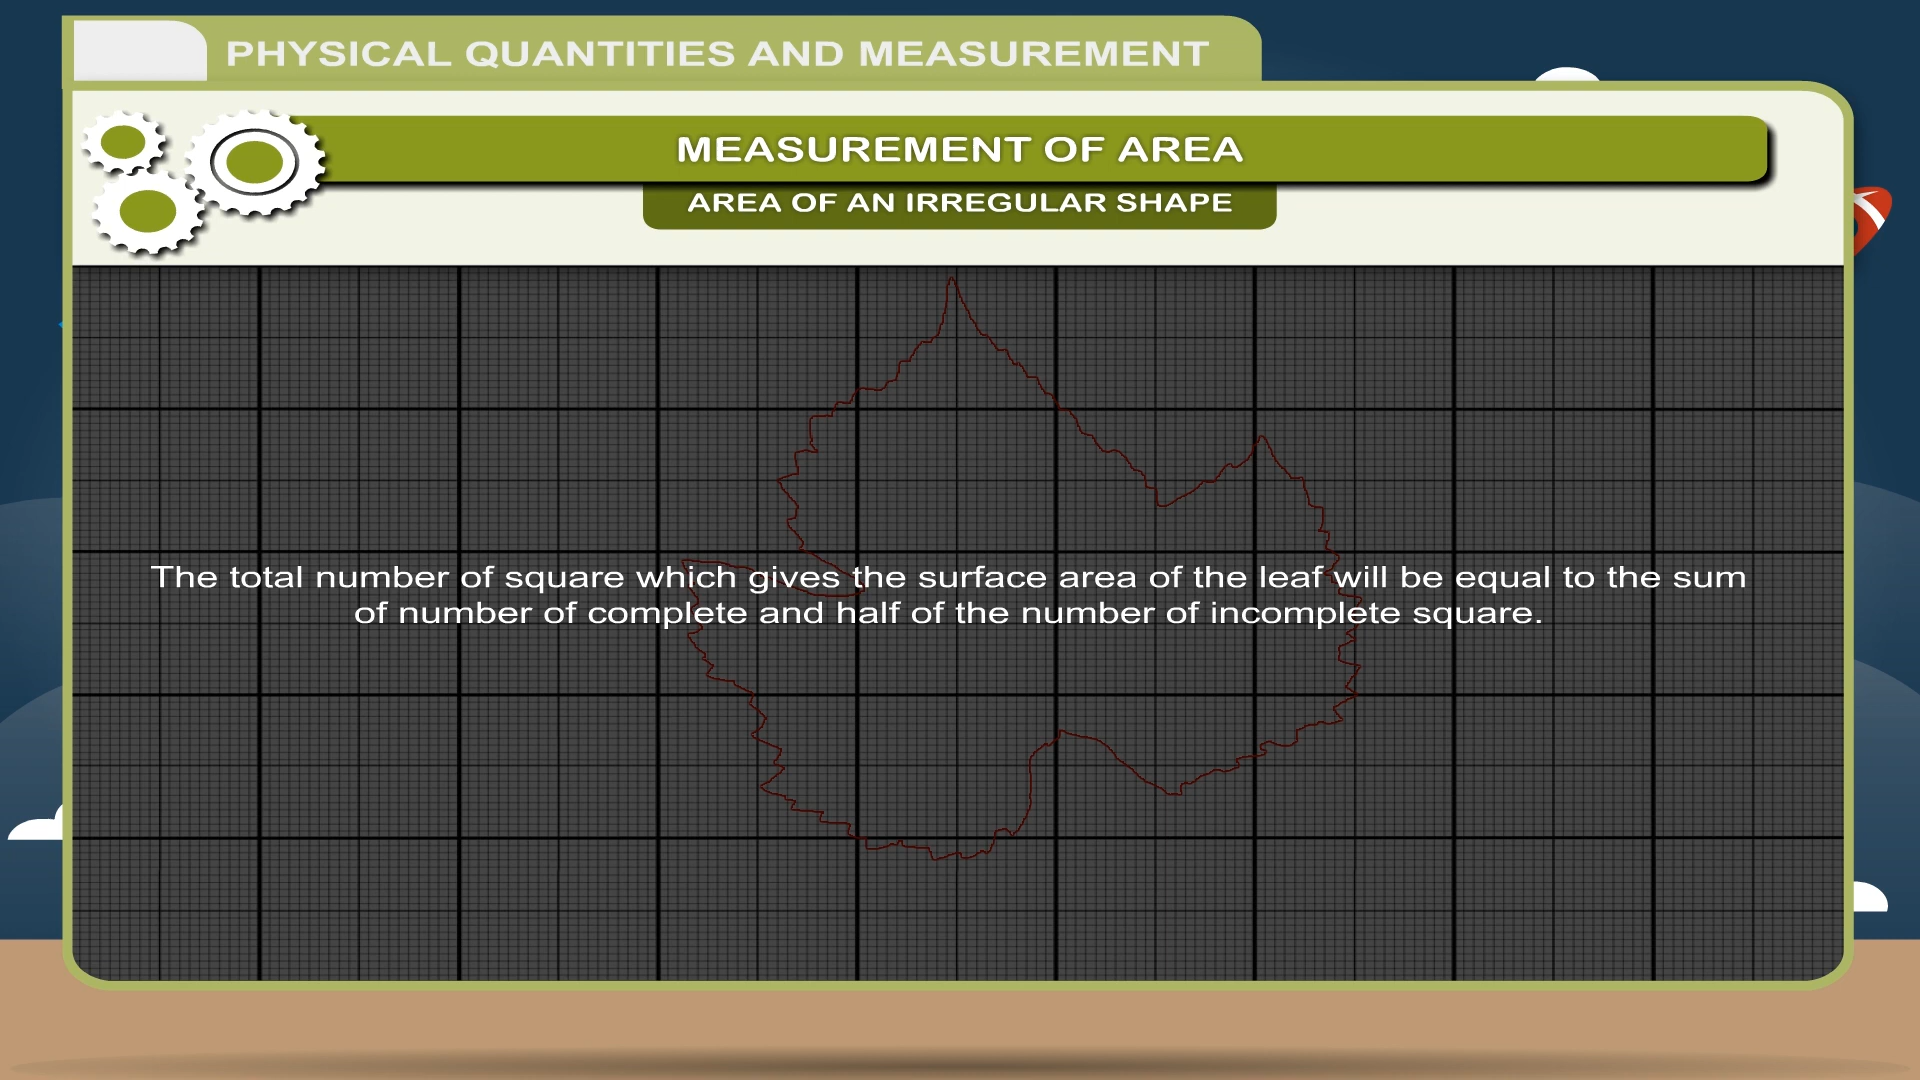 PHYSICAL QUANTITIES AND MEASUREMENT
MEASUREMENT OF AREA
AREA OF AN IRREGULAR SHAPE
The total number of square which gives the surface area of the leaf will be equal to the sum
of number of complete and half of the number of incomplete square.